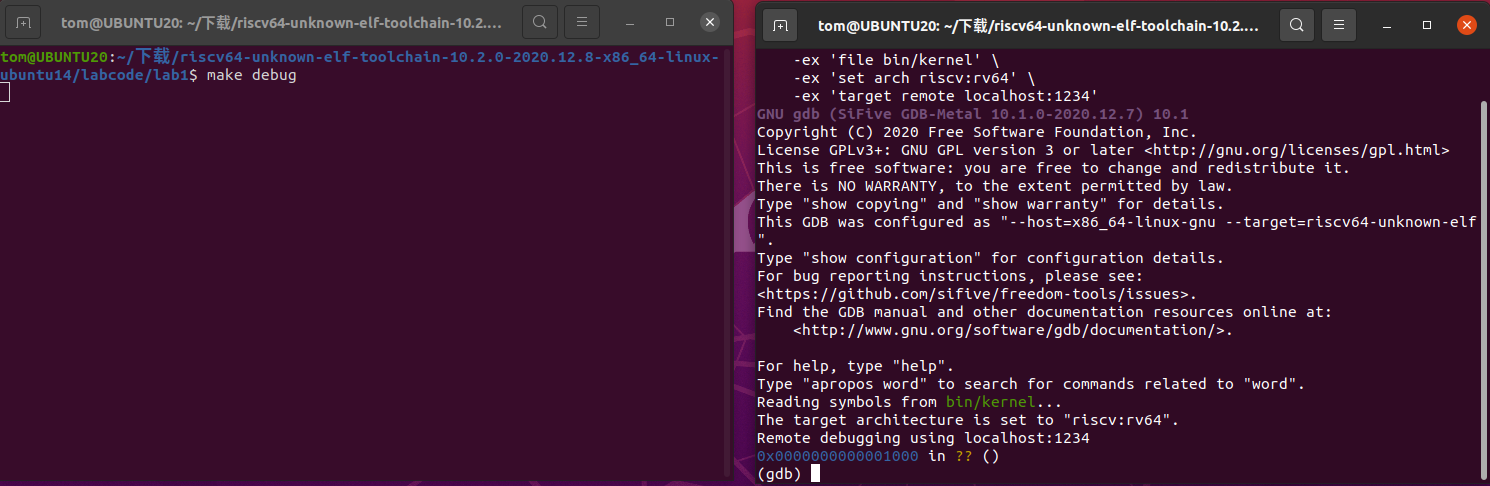 tom@UBUNTU20: ~/下载/riscv64-unknown-elf-toolchain-10.2....
tom@UBUNTU20:~/下载/riscv64-unknown-elf-toolchain-10.2.0-2020.12.8-x86_64-linux-
ubuntu14/labcode/lab1$ make debug
tom@UBUNTU20: ~/下载/riscv64-unknown-elf-toolchain-10.2....
    -ex 'file bin/kernel' \
    -ex 'set arch riscv:rv64' \
    -ex 'target remote localhost:1234'
GNU gdb (SiFive GDB-Metal 10.1.0-2020.12.7) 10.1
Copyright (C) 2020 Free Software Foundation, Inc.
License GPLv3+: GNU GPL version 3 or later <http://gnu.org/licenses/gpl.html>
This is free software: you are free to change and redistribute it.
There is NO WARRANTY, to the extent permitted by law.
Type "show copying" and "show warranty" for details.
This GDB was configured as "--host=x86_64-linux-gnu --target=riscv64-unknown-elf
".
Type "show configuration" for configuration details.
For bug reporting instructions, please see:
<https://github.com/sifive/freedom-tools/issues>.
Find the GDB manual and other documentation resources online at:
    <http://www.gnu.org/software/gdb/documentation/>.

For help, type "help".
Type "apropos word" to search for commands related to "word".
Reading symbols from bin/kernel...
The target architecture is set to "riscv:rv64".
Remote debugging using localhost:1234
0x0000000000001000 in ?? ()
(gdb)